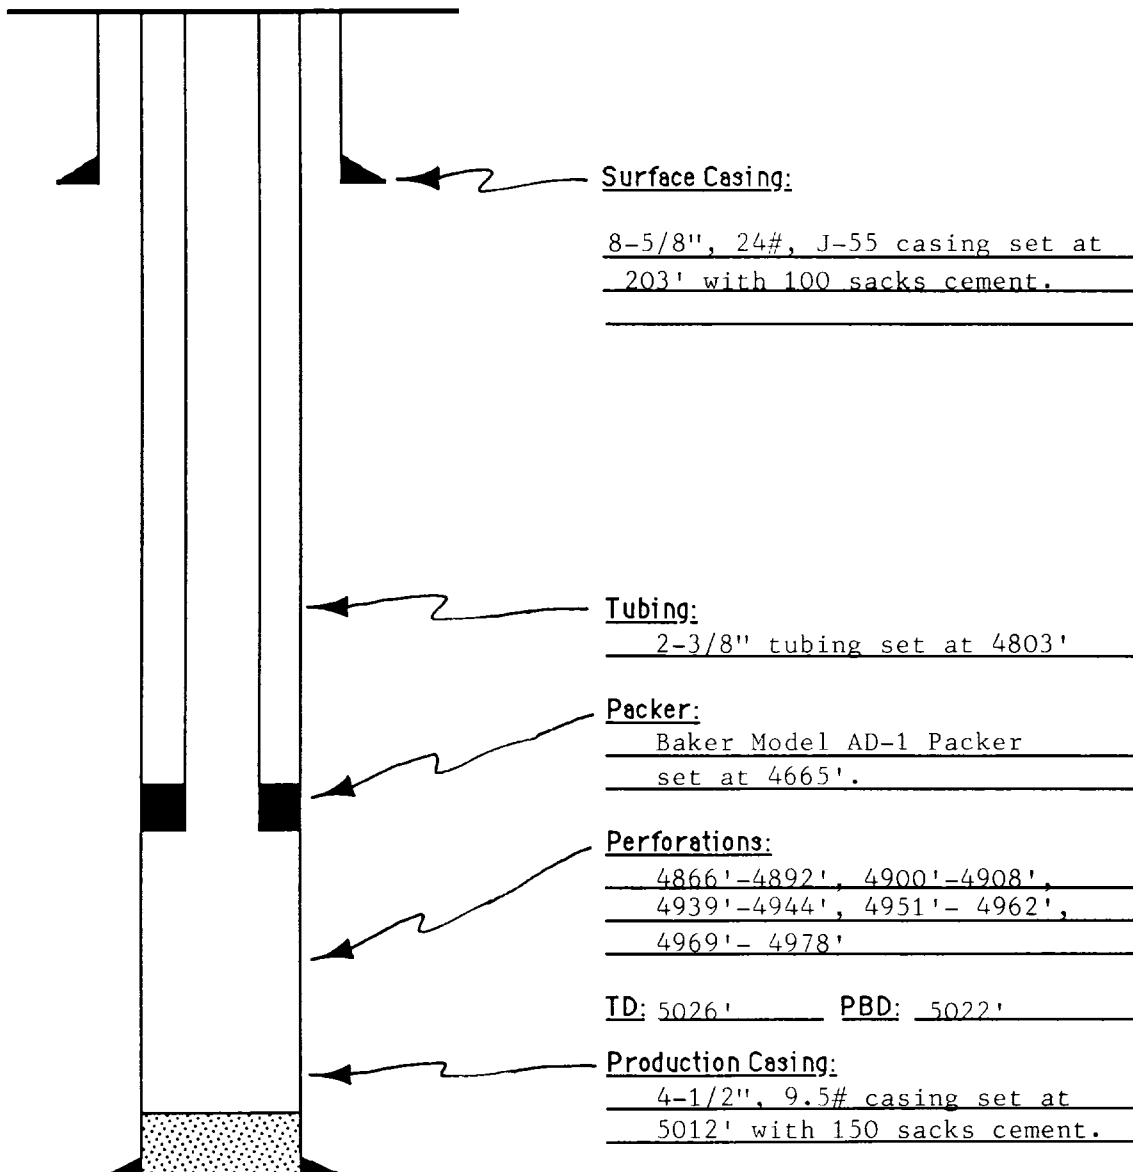 Surface Casing:
8-5/8", 24#, J-55 casing set at
203' with 100 sacks cement.
Tubing:
2-3/8" tubing set at 4803'
Packer:
Baker Model AD-1 Packer
set at 4665'.
Perforations:
4866'-4892', 4900'-4908',
4939'-4944', 4951'- 4962',
4969'- 4978'
TD: 5026' PBD: 5022'
Production Casing:
4-1/2", 9.5# casing set at
5012' with 150 sacks cement.